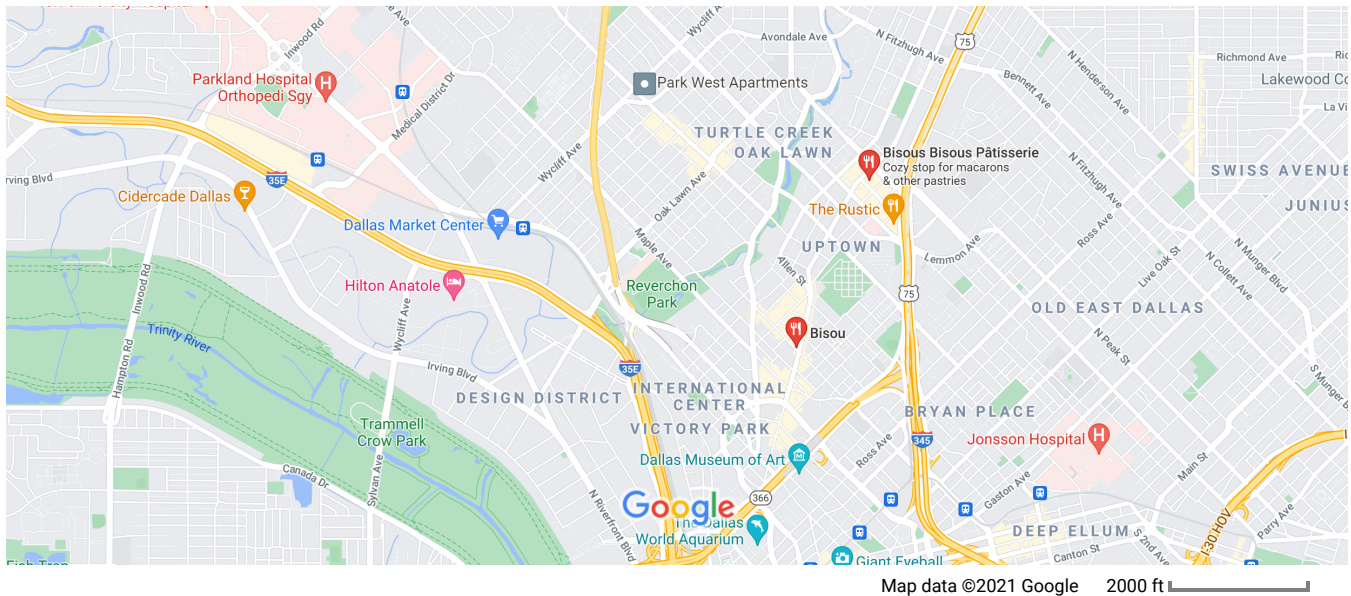 Inwood Rd
Wycliff Ave
Avondale Ave
N Fitzhugh Ave
75
Richmond Ave
N Henderson Ave
Lakewood Co
Parkland Hospital
Orthopedi Sgy
Medical District Dr
Park West Apartments
Bennett Ave
La Vi
TURTLE CREEK
OAK LAWN
Bisous Bisous Pâtisserie
Cozy stop for macarons
& other pastries
Wycliff Ave
N Fitzhugh Ave
SWISS AVENUE
rving Blvd
35E
Cidercade Dallas
Oak Lawn Ave
The Rustic
JUNIUS
Dallas Market Center
Maple Ave
UPTOWN
Ross Ave
Lemmon Ave
Live Oak St
N Munger Blvd
N Collett Ave
Inwood Rd
Hilton Anatole
Reverchon
Park
Allen St
75
OLD EAST DALLAS
Trinity River
Wycliff Ave
Bisou
N Peak St
Hampton Rd
Irving Blvd
35E
S Munger B
DESIGN DISTRICT
INTERNATIONAL
CENTER
VICTORY PARK
BRYAN PLACE
Trammell
Crow Park
345
Jonsson Hospital
Dallas Museum of Art
Ross Ave
Main St
Canada Dr
Sylvan Ave
N Riverfront Blvd
Google
366
Gaston Ave
The Dallas
World Aquarium
DEEP ELLUM
S 2nd Ave
I-30 HOV
Parry Ave
Canton St
Giant Eyeball
Map data ©2021 Google 2000 ft